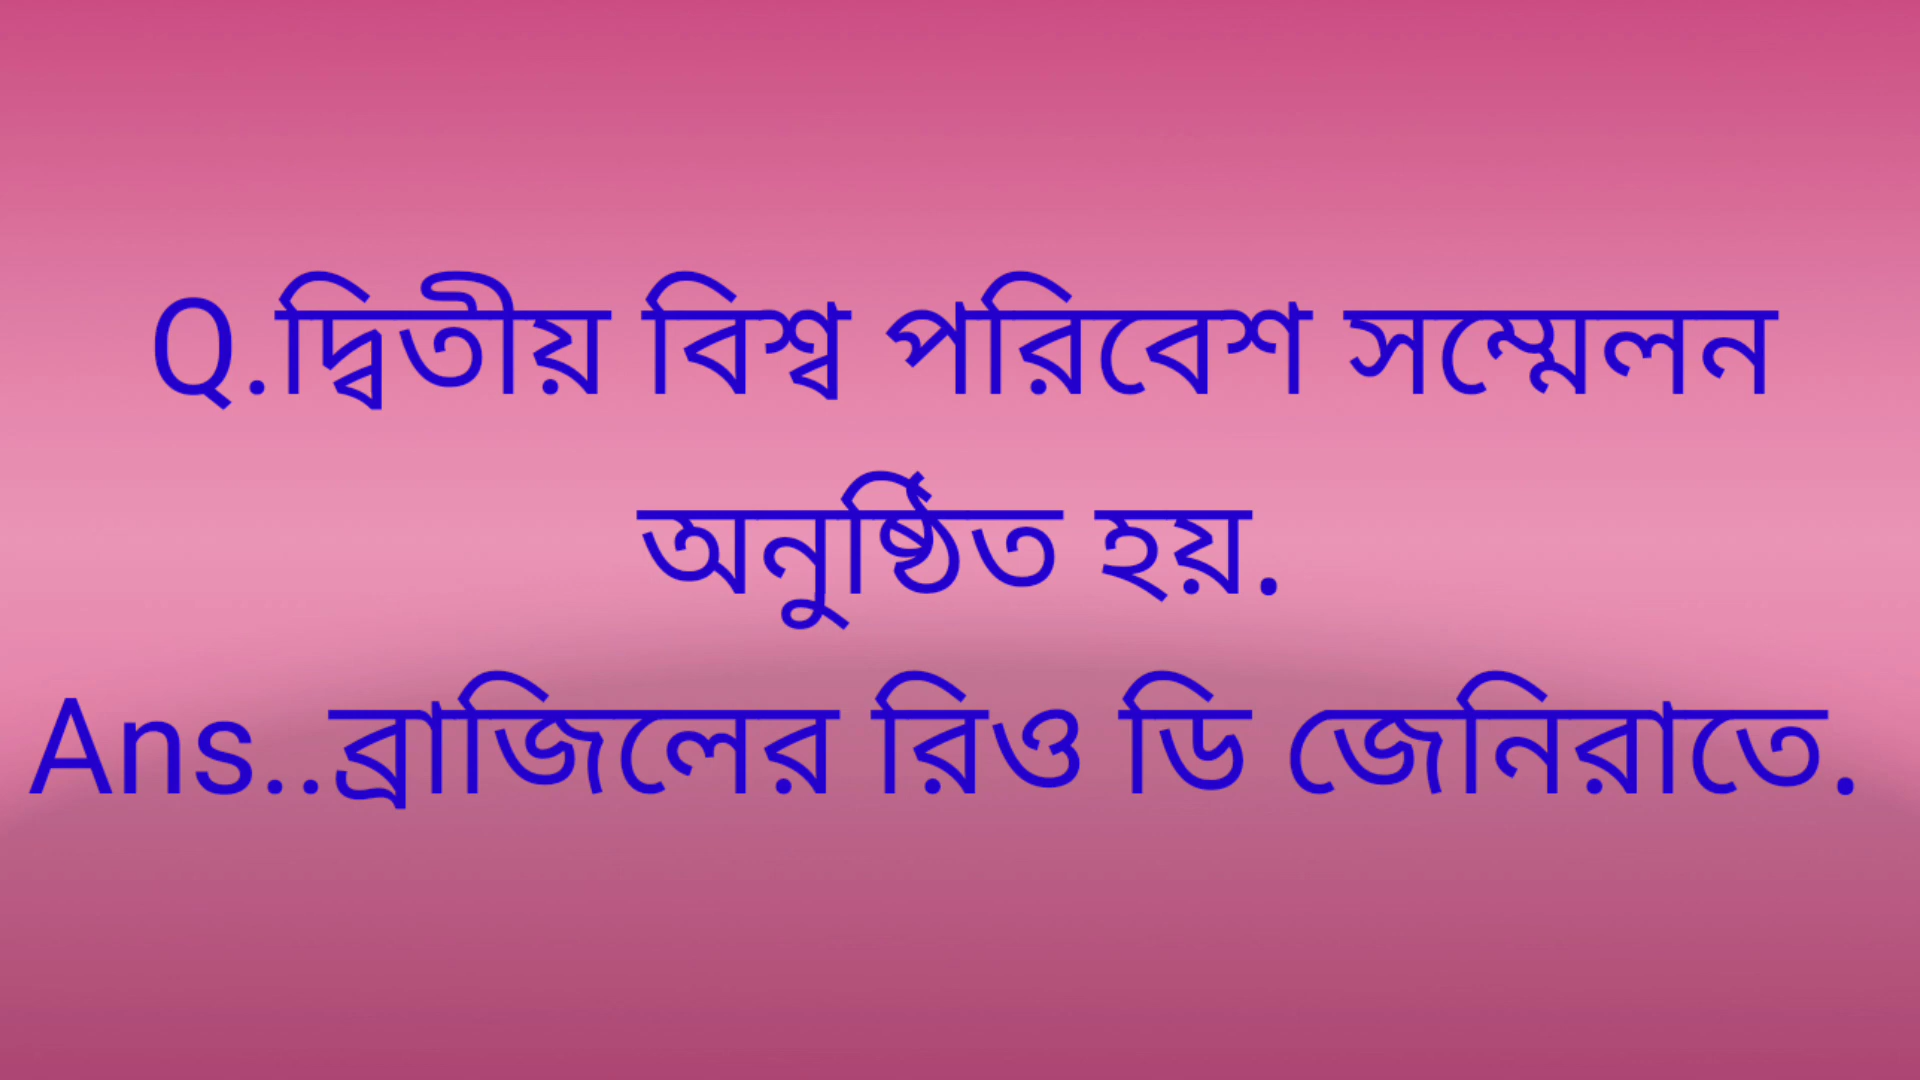 Q.দ্বিতীয় বিশ্ব পরিবেশ সম্মেলন
অনুষ্ঠিত হয়.
Ans..ব্রাজিলের রিও ডি জেনিরাতে.